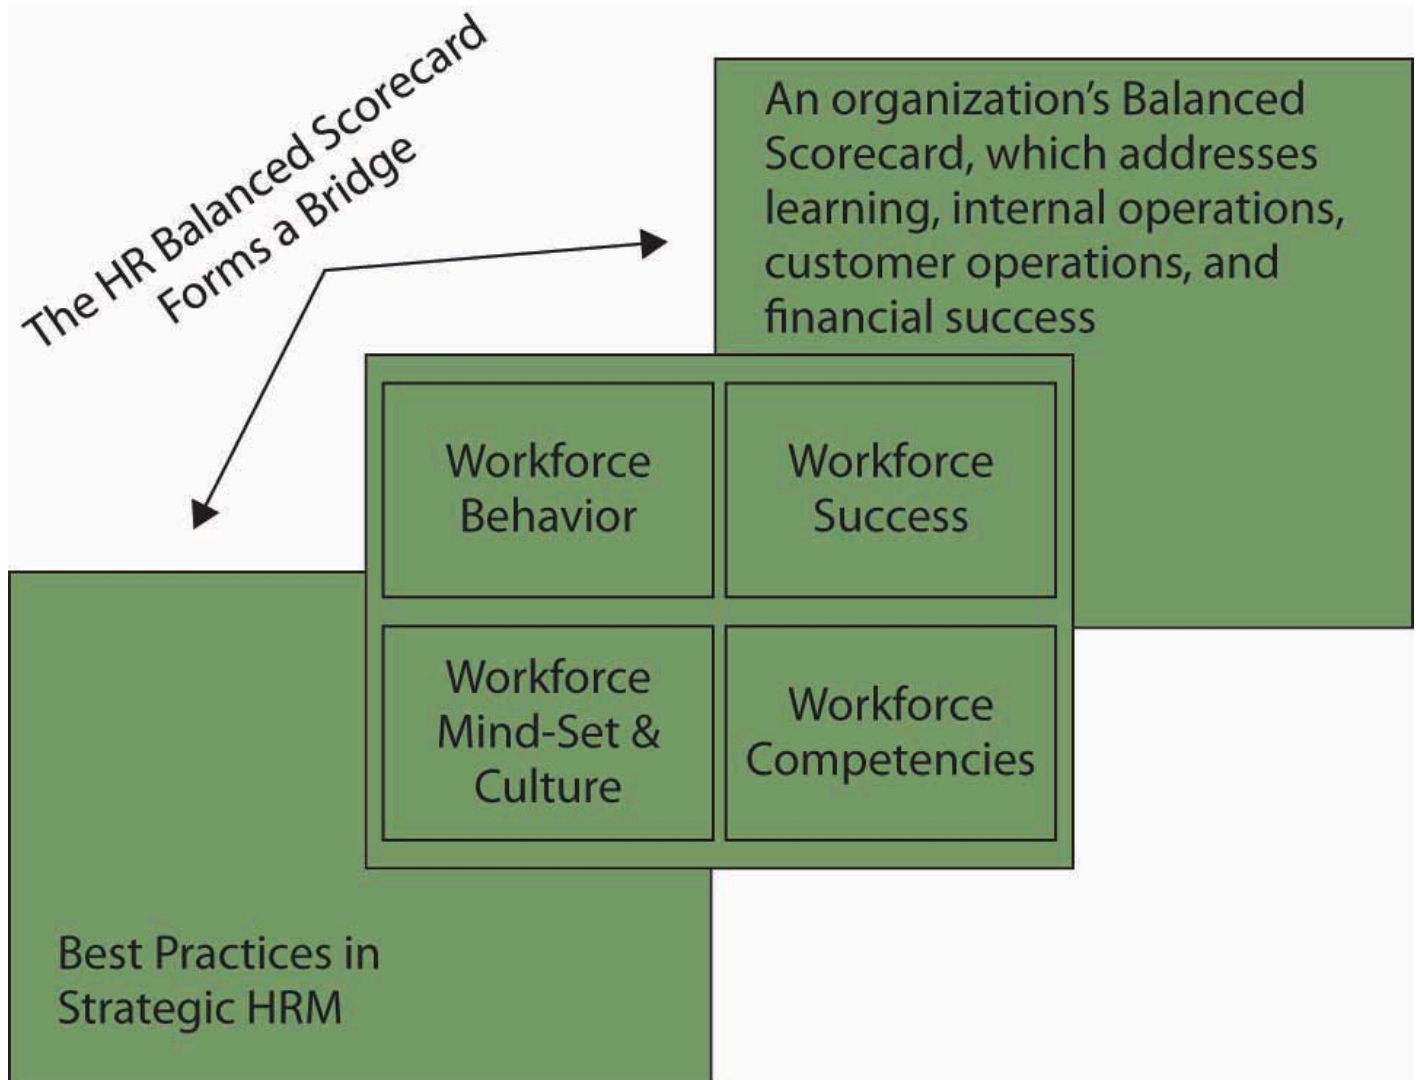 The HR Balanced Scorecard
Forms a Bridge
An organization’s Balanced
Scorecard, which addresses
learning, internal operations,
customer operations, and
financial success
Workforce
Behavior
Workforce
Success
Workforce
Mind-Set &
Culture
Workforce
Competencies
Best Practices in
Strategic HRM